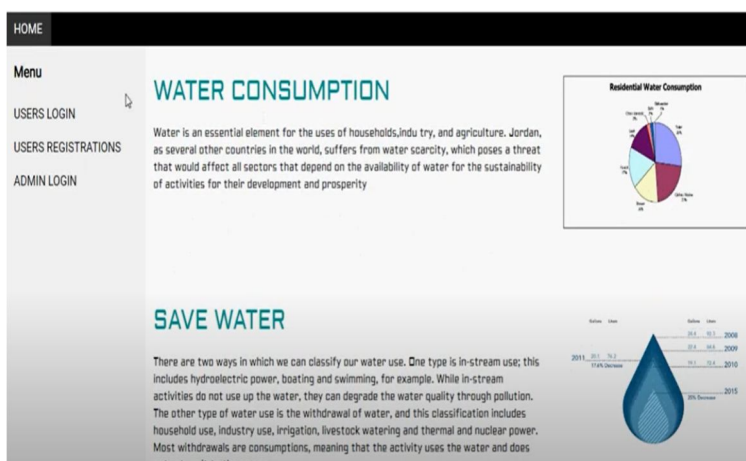 HOME
Menu
USERS LOGIN
USERS REGISTRATIONS
ADMIN LOGIN
WATER CONSUMPTION
Water is an essential element for the uses of households,indu try, and agriculture. Jordan,
as several other countries in the world, suffers from water scarcity, which poses a threat
that would affect all sectors that depend on the availability of water for the sustainability
of activities for their development and prosperity
Residential Water Consumption
SAVE WATER
There are two ways in which we can classify our water use. One type is in-stream use; this
includes hydroelectric power, boating and swimming, for example. While in-stream
activities do not use up the water, they can degrade the water quality through pollution.
The other type of water use is the withdrawal of water, and this classification includes
household use, industry use, irrigation, livestock watering and thermal and nuclear power.
Most withdrawals are consumptions, meaning that the activity uses the water and does
2008
2009
2011
2010
17.4% Decrease
2015
20% Decrease